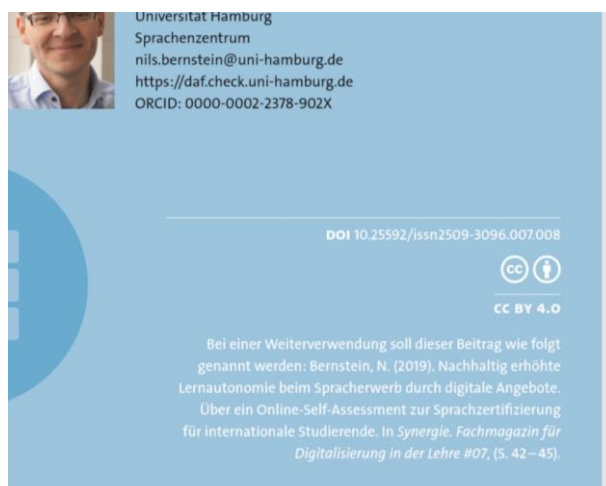 Universität Hamburg
Sprachenzentrum
nils.bernstein@uni-hamburg.de
https://daf.check.uni-hamburg.de
ORCID: 0000-0002-2378-902X
DOI 10.25592/issn2509-3096.007.008
cc
CC BY 4.0
Bei einer Weiterverwendung soll dieser Beitrag wie folgt
genannt werden: Bernstein, N. (2019). Nachhaltig erhöhte
Lernautonomie beim Spracherwerb durch digitale Angebote.
Über ein Online-Self-Assessment zur Sprachzertifizierung
für internationale Studierende. In Synergie. Fachmagazin für
Digitalisierung in der Lehre #07, (S. 42–45).